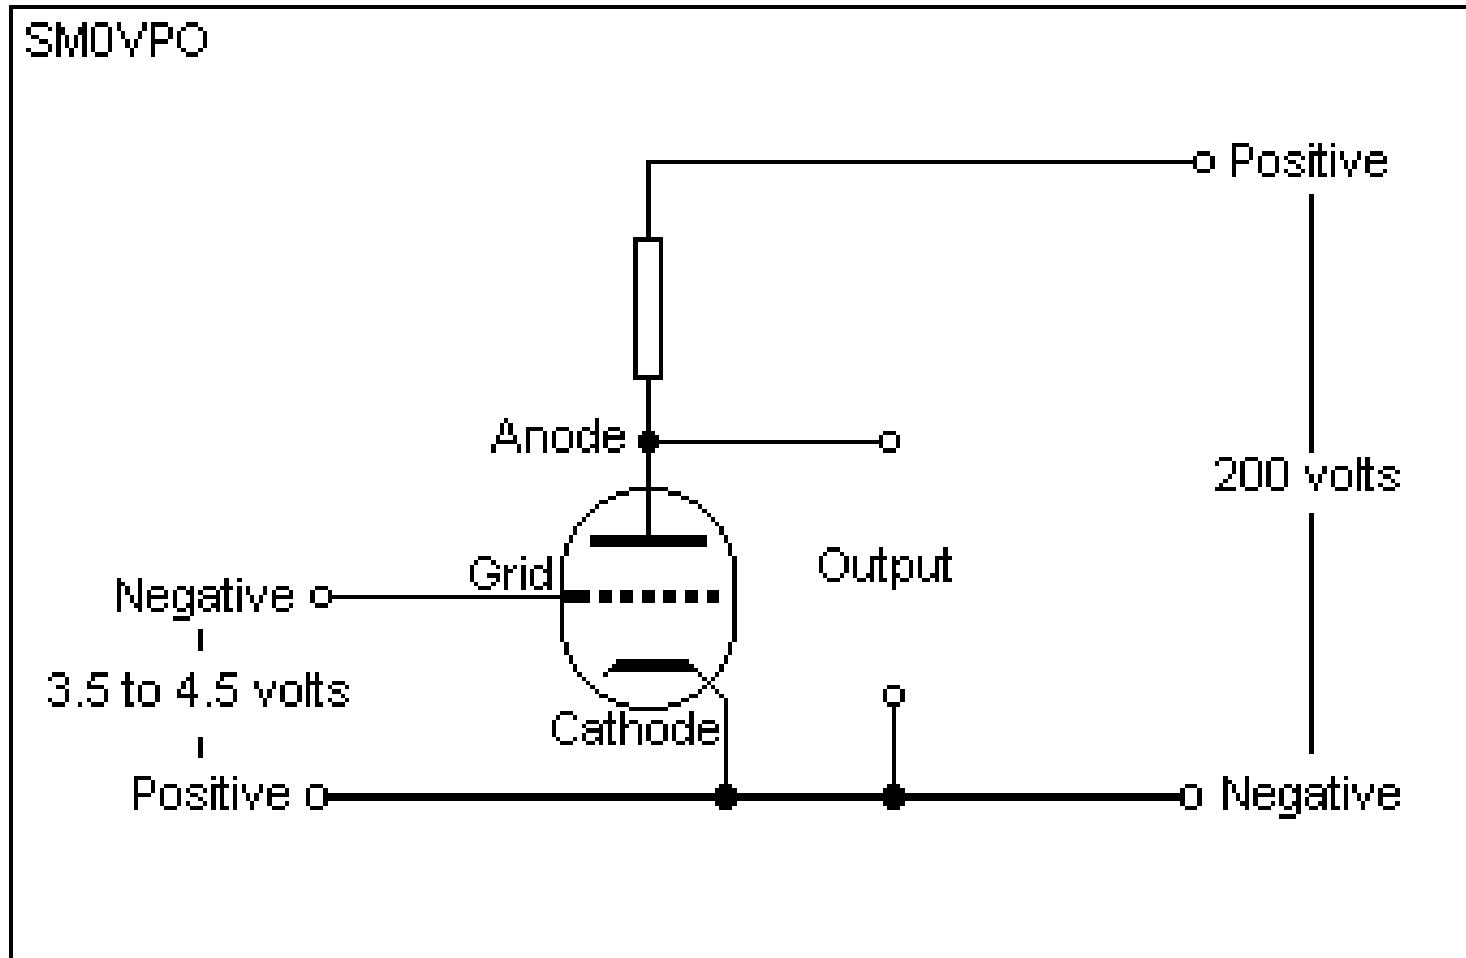 SM0VPO
Positive
Anode
200 volts
Grid
Output
Negative
3.5 to 4.5 volts
Cathode
Positive
Negative